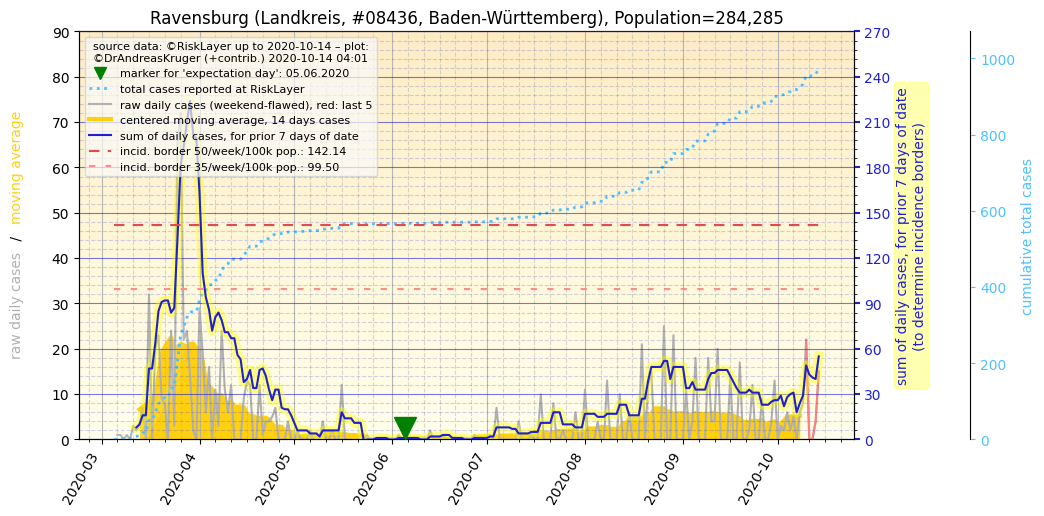 Ravensburg (Landkreis, #08436, Baden-Württemberg), Population=284,285
source data: ©RiskLayer up to 2020-10-14 – plot:
©DrAndreasKruger (+contrib.) 2020-10-14 04:01
marker for 'expectation day': 05.06.2020
total cases reported at RiskLayer
raw daily cases (weekend-flawed), red: last 5
centered moving average, 14 days cases
sum of daily cases, for prior 7 days of date
incid. border 50/week/100k pop.: 142.14
incid. border 35/week/100k pop.: 99.50
raw daily cases / moving average
90
80
70
60
50
40
30
20
10
0
2020-03
2020-04
2020-05
2020-06
2020-07
2020-08
2020-09
2020-10
270
240
210
180
150
120
90
60
30
0
sum of daily cases, for prior 7 days of date
(to determine incidence borders)
1000
800
600
400
200
0
cumulative total cases